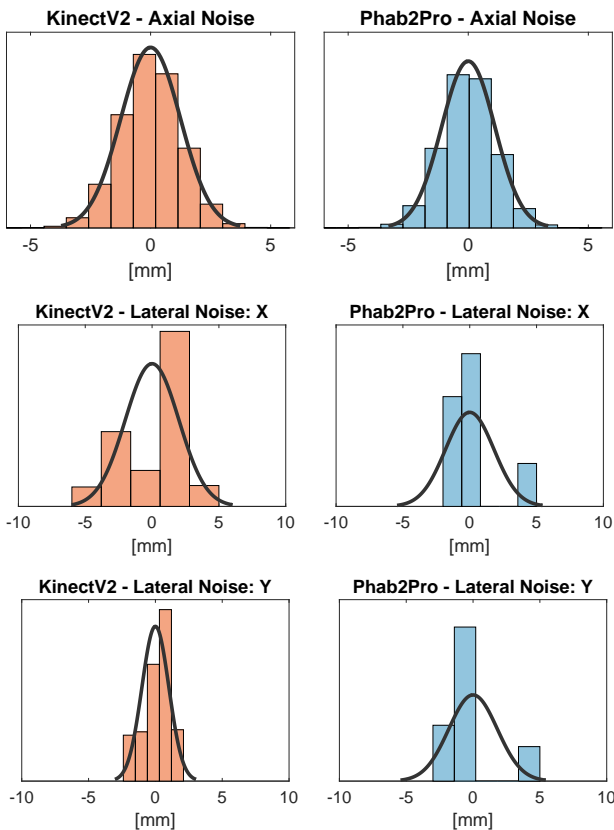 KinectV2 - Axial Noise
Phab2Pro - Axial Noise
-5 0 5
-5 0 5
[mm]
[mm]
KinectV2 - Lateral Noise: X
Phab2Pro - Lateral Noise: X
-10 -5 0 5 10
-10 -5 0 5 10
[mm]
[mm]
KinectV2 - Lateral Noise: Y
Phab2Pro - Lateral Noise: Y
-10 -5 0 5 10
-10 -5 0 5 10
[mm]
[mm]